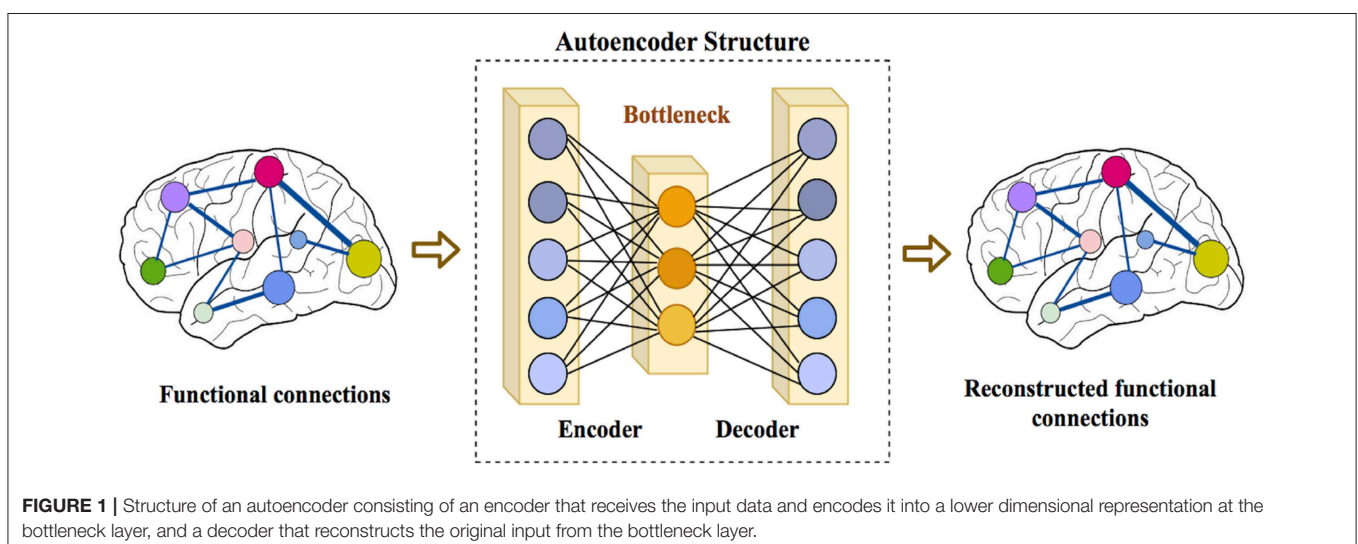 Autoencoder Structure
Bottleneck
Functional connections
Encoder
Decoder
Reconstructed functional
connections
FIGURE 1 | Structure of an autoencoder consisting of an encoder that receives the input data and encodes it into a lower dimensional representation at the
bottleneck layer, and a decoder that reconstructs the original input from the bottleneck layer.